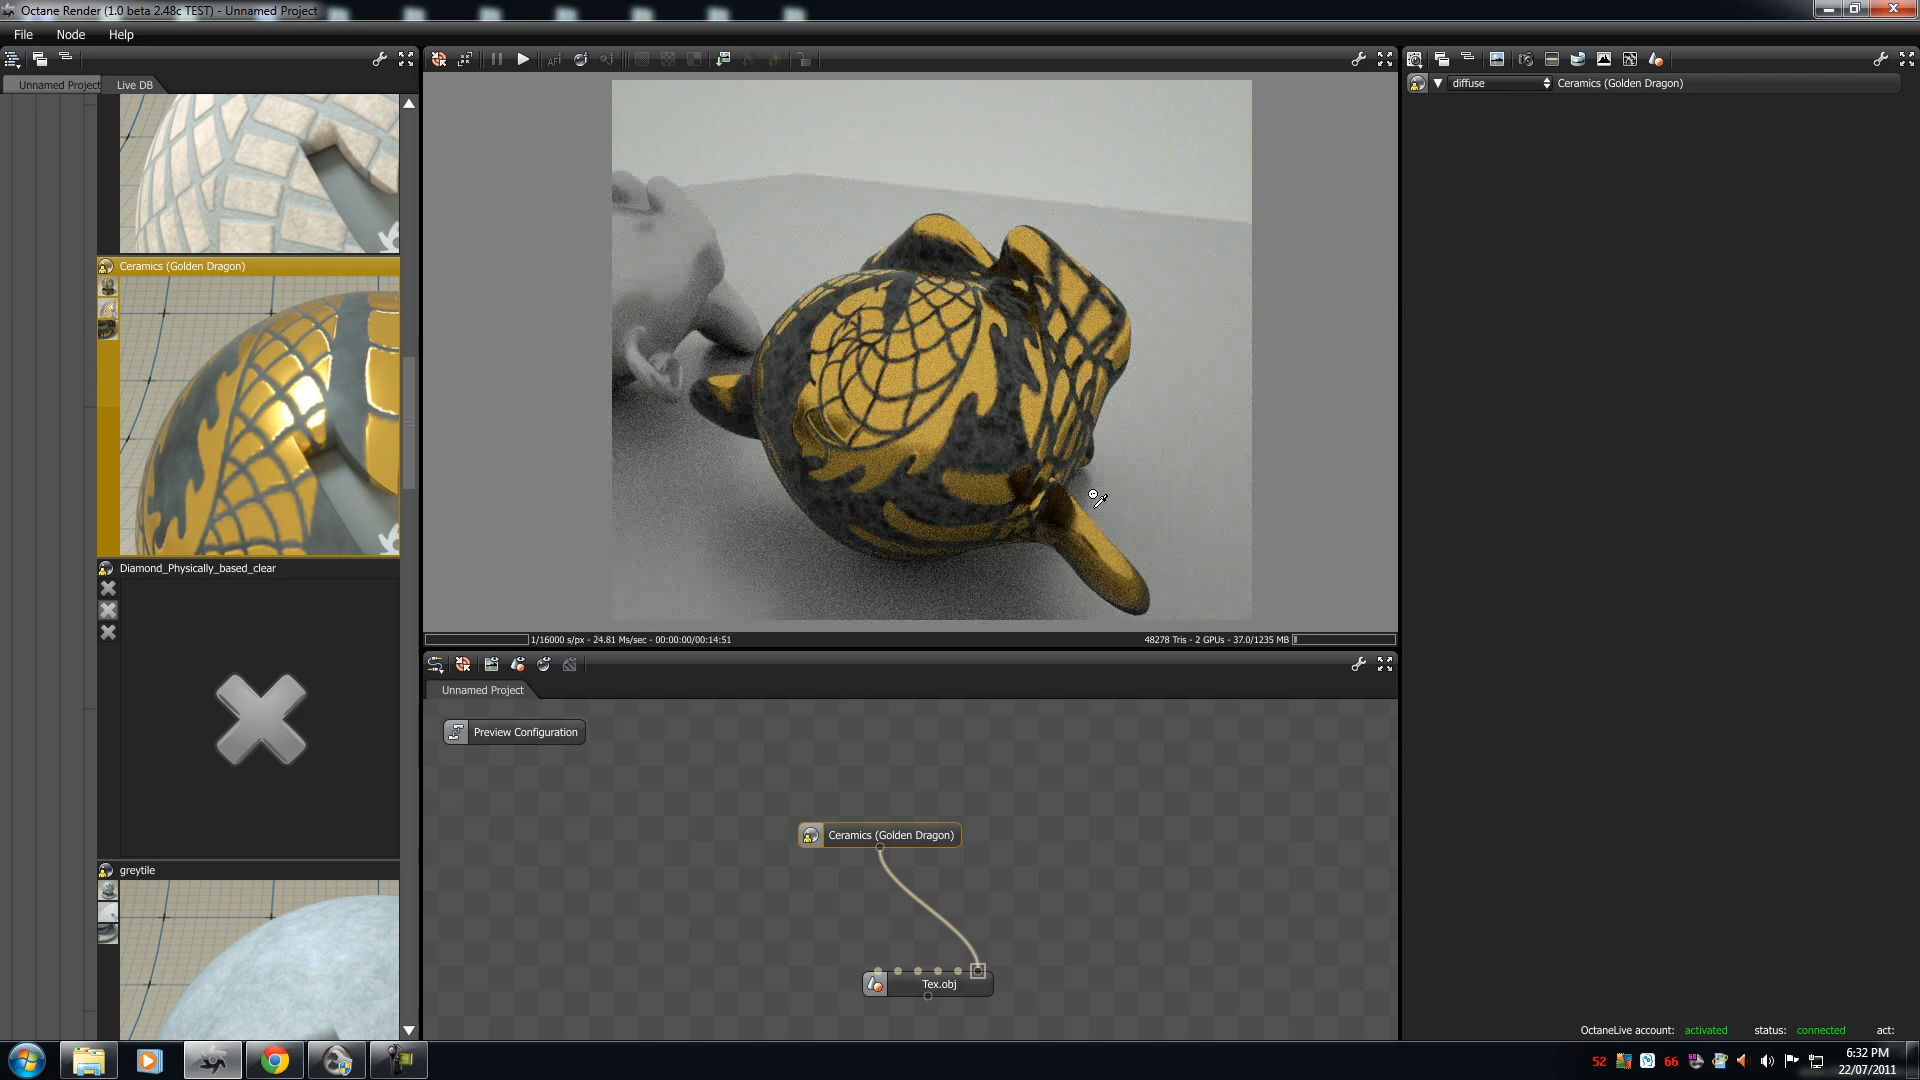 Octane Render (1.0 beta 2.48c TEST) - Unnamed Project
File Node Help
Unnamed Project
Live DB
diffuse
Ceramics (Golden Dragon)
Ceramics (Golden Dragon)
Diamond_Physically_based_clear
greytile
1/16000 s/px - 24.81 Ms/sec - 00:00:00/00:14:51
48278 Tris - 2 GPUs - 37.0/1235 MB
Unnamed Project
Preview Configuration
Ceramics (Golden Dragon)
Tex.obj
OctaneLive account: activated status: connected act:
52
66
6:32 PM
22/07/2011